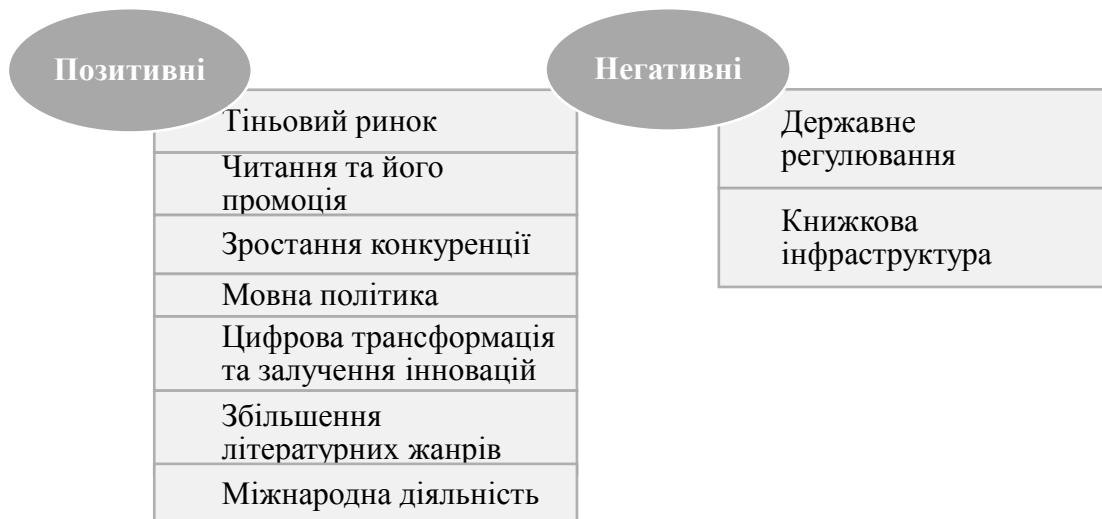 Позитивні
Тіньовий ринок
Читання та його
промоція
Зростання конкуренції
Мовна політика
Цифрова трансформація
та залучення інновацій
Збільшення
літературних жанрів
Міжнародна діяльність
Негативні
Державне
регулювання
Книжкова
інфраструктура